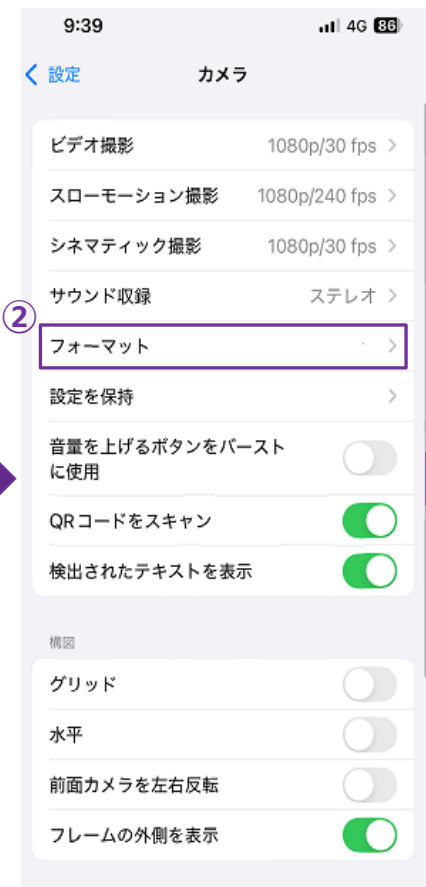 9:39 4G 86
設定 カメラ
ビデオ撮影 1080p/30 fps
スローモーション撮影 1080p/240 fps
シネマティック撮影 1080p/30 fps
サウンド収録 ステレオ
②
フォーマット
設定を保持
音量を上げるボタンをバースト
に使用
QRコードをスキャン
検出されたテキストを表示
構図
グリッド
水平
前面カメラを左右反転
フレームの外側を表示